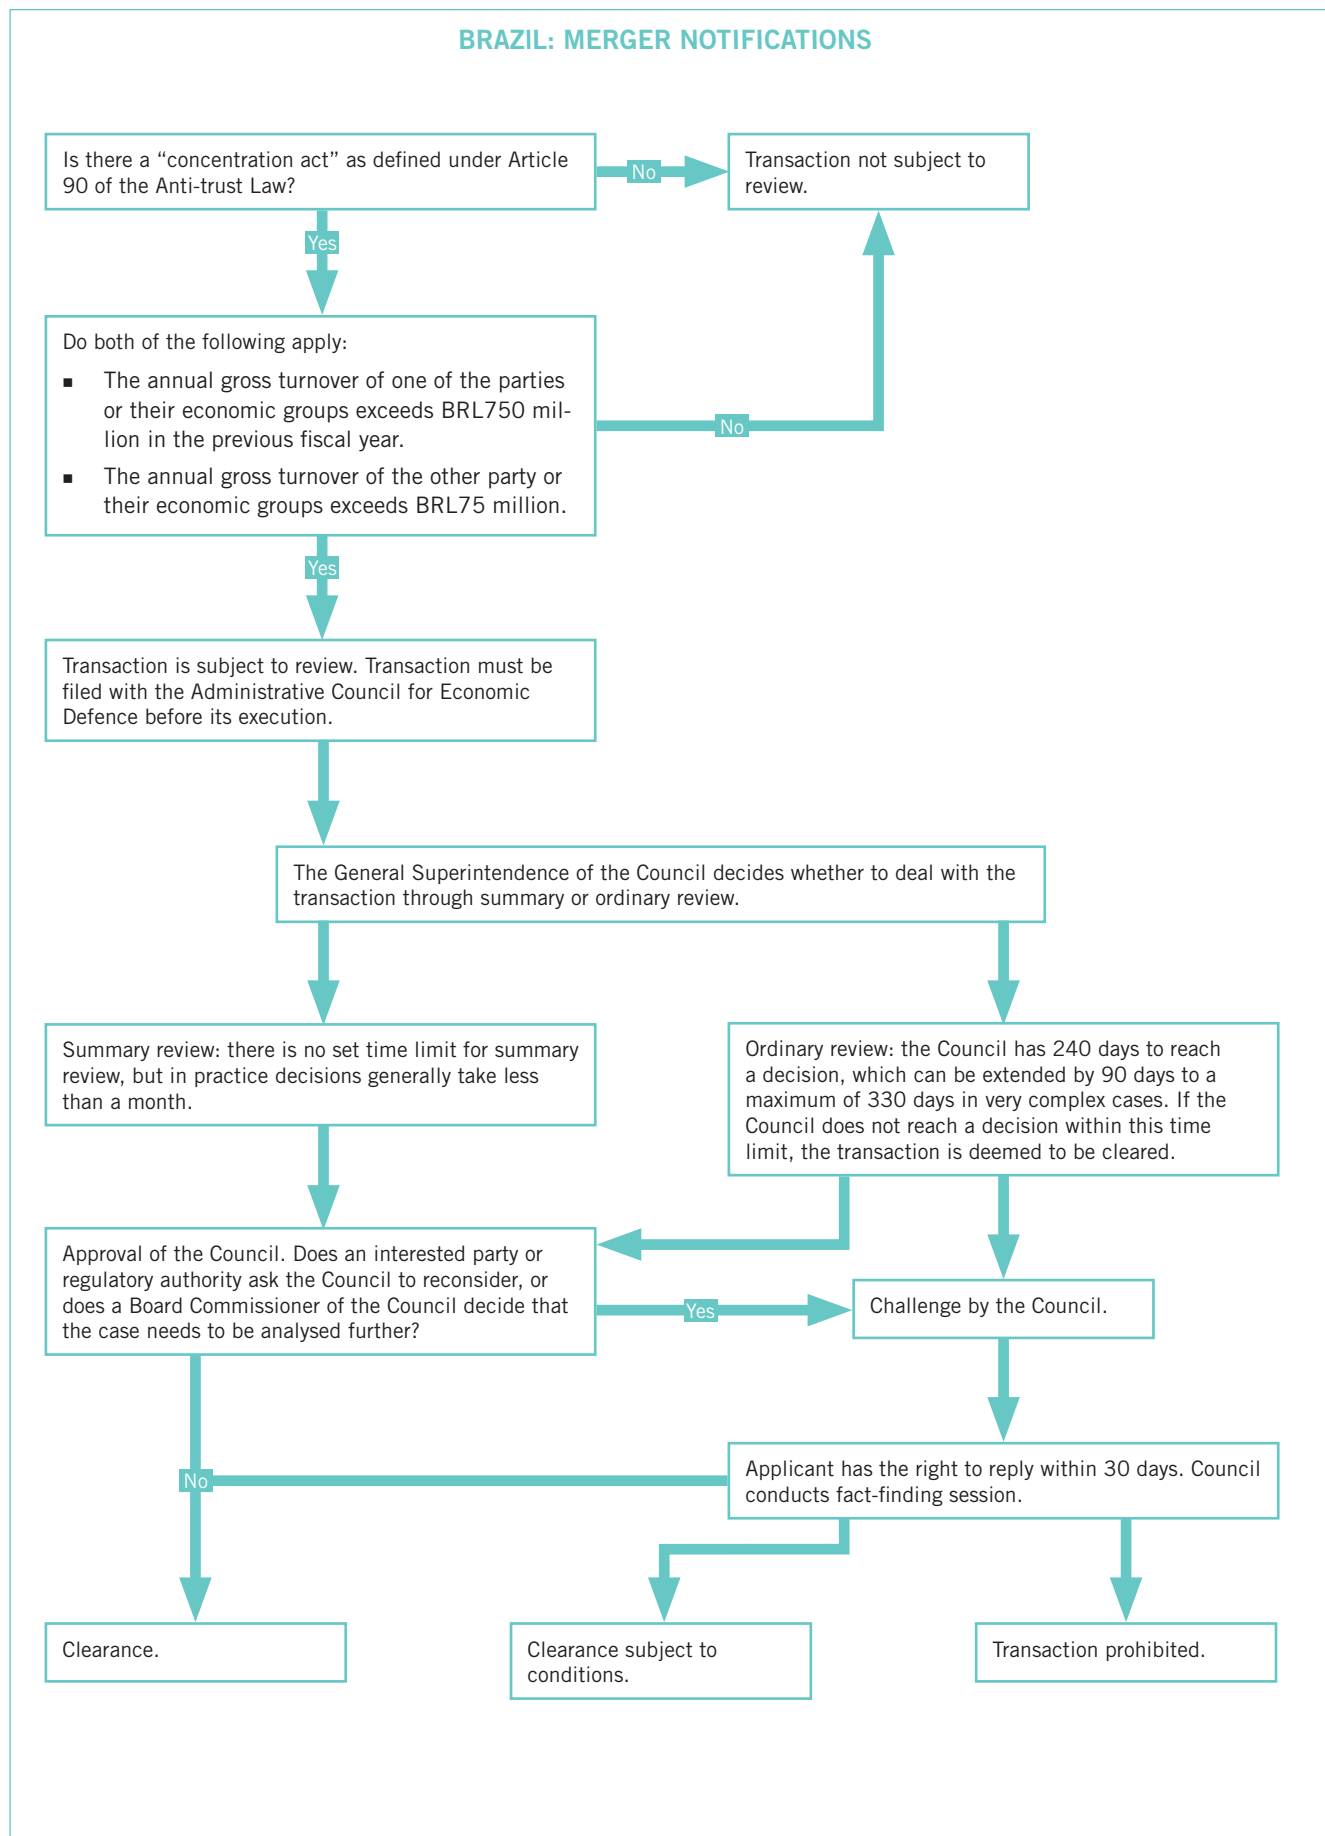 BRAZIL: MERGER NOTIFICATIONS
Is there a “concentration act” as defined under Article
90 of the Anti-trust Law?
No
Transaction not subject to
review.
Yes
Do both of the following apply:
▪ The annual gross turnover of one of the parties
or their economic groups exceeds BRL750 mil-
lion in the previous fiscal year.
▪ The annual gross turnover of the other party or
their economic groups exceeds BRL75 million.
No
Yes
Transaction is subject to review. Transaction must be
filed with the Administrative Council for Economic
Defence before its execution.
The General Superintendence of the Council decides whether to deal with the
transaction through summary or ordinary review.
Summary review: there is no set time limit for summary
review, but in practice decisions generally take less
than a month.
Ordinary review: the Council has 240 days to reach
a decision, which can be extended by 90 days to a
maximum of 330 days in very complex cases. If the
Council does not reach a decision within this time
limit, the transaction is deemed to be cleared.
Approval of the Council. Does an interested party or
regulatory authority ask the Council to reconsider, or
does a Board Commissioner of the Council decide that
the case needs to be analysed further?
Yes
Challenge by the Council.
Applicant has the right to reply within 30 days. Council
conducts fact-finding session.
No
Clearance.
Clearance subject to
conditions.
Transaction prohibited.